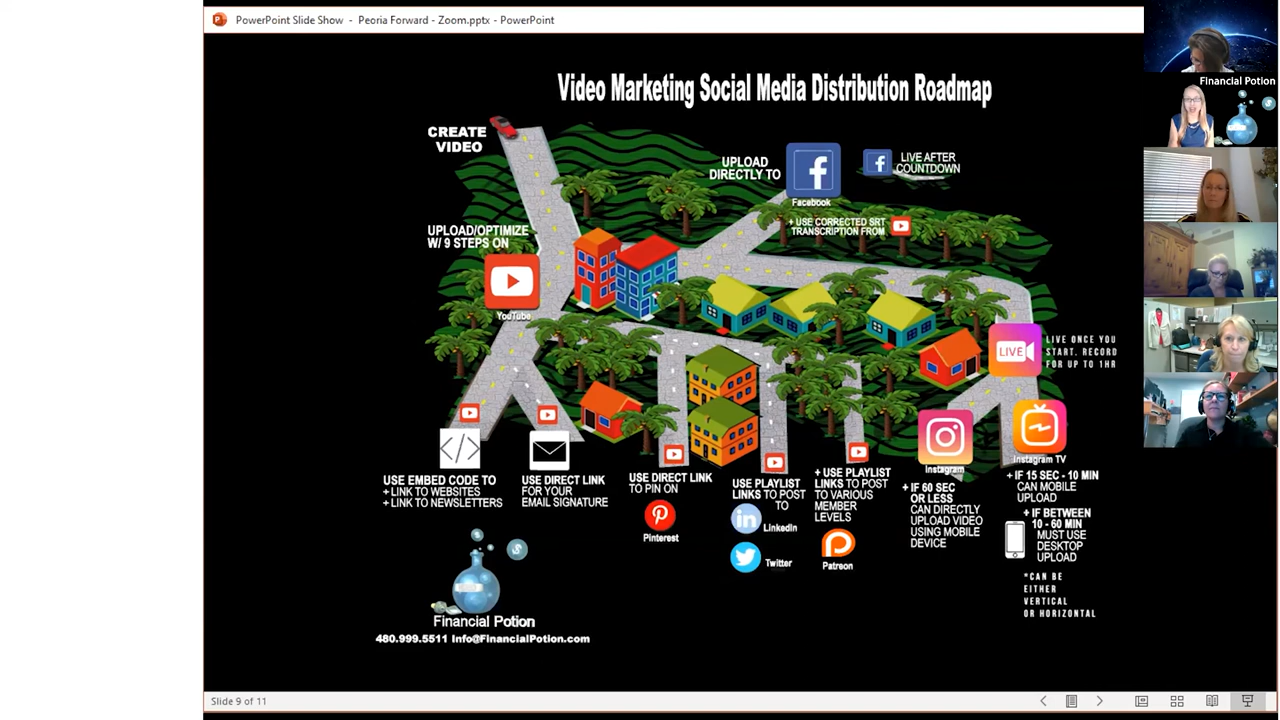 PowerPoint Slide Show - Peoria Forward - Zoom.pptx - PowerPoint
Financial Potion
Video Marketing Social Media Distribution Roadmap
CREATE
VIDEO
UPLOAD
DIRECTLY TO
Facebook
LIVE AFTER
COUNTDOWN
+ USE CORRECTED SRT
TRANSCRIPTION FROM
UPLOAD/OPTIMIZE
W/ 9 STEPS ON
YouTube
LIVE
LIVE ONCE YOU
START. RECORD
FOR UP TO 1HR
USE EMBED CODE TO
+ LINK TO WEBSITES
+ LINK TO NEWSLETTERS
USE DIRECT LINK
FOR YOUR
EMAIL SIGNATURE
USE DIRECT LINK
TO PIN ON
Pinterest
USE PLAYLIST
LINKS TO POST
TO
LinkedIn
Twitter
+ USE PLAYLIST
LINKS TO POST
TO VARIOUS
MEMBER
LEVELS
Patreon
Instagram
+ IF 60 SEC
OR LESS
CAN DIRECTLY
UPLOAD VIDEO
USING MOBILE
DEVICE
Instagram TV
+ IF 15 SEC - 10 MIN
CAN MOBILE
UPLOAD
+ IF BETWEEN
10 - 60 MIN
MUST USE
DESKTOP
UPLOAD
*CAN BE
EITHER
VERTICAL
OR HORIZONTAL
Financial Potion
480.999.5511 Info@FinancialPotion.com
Slide 9 of 11